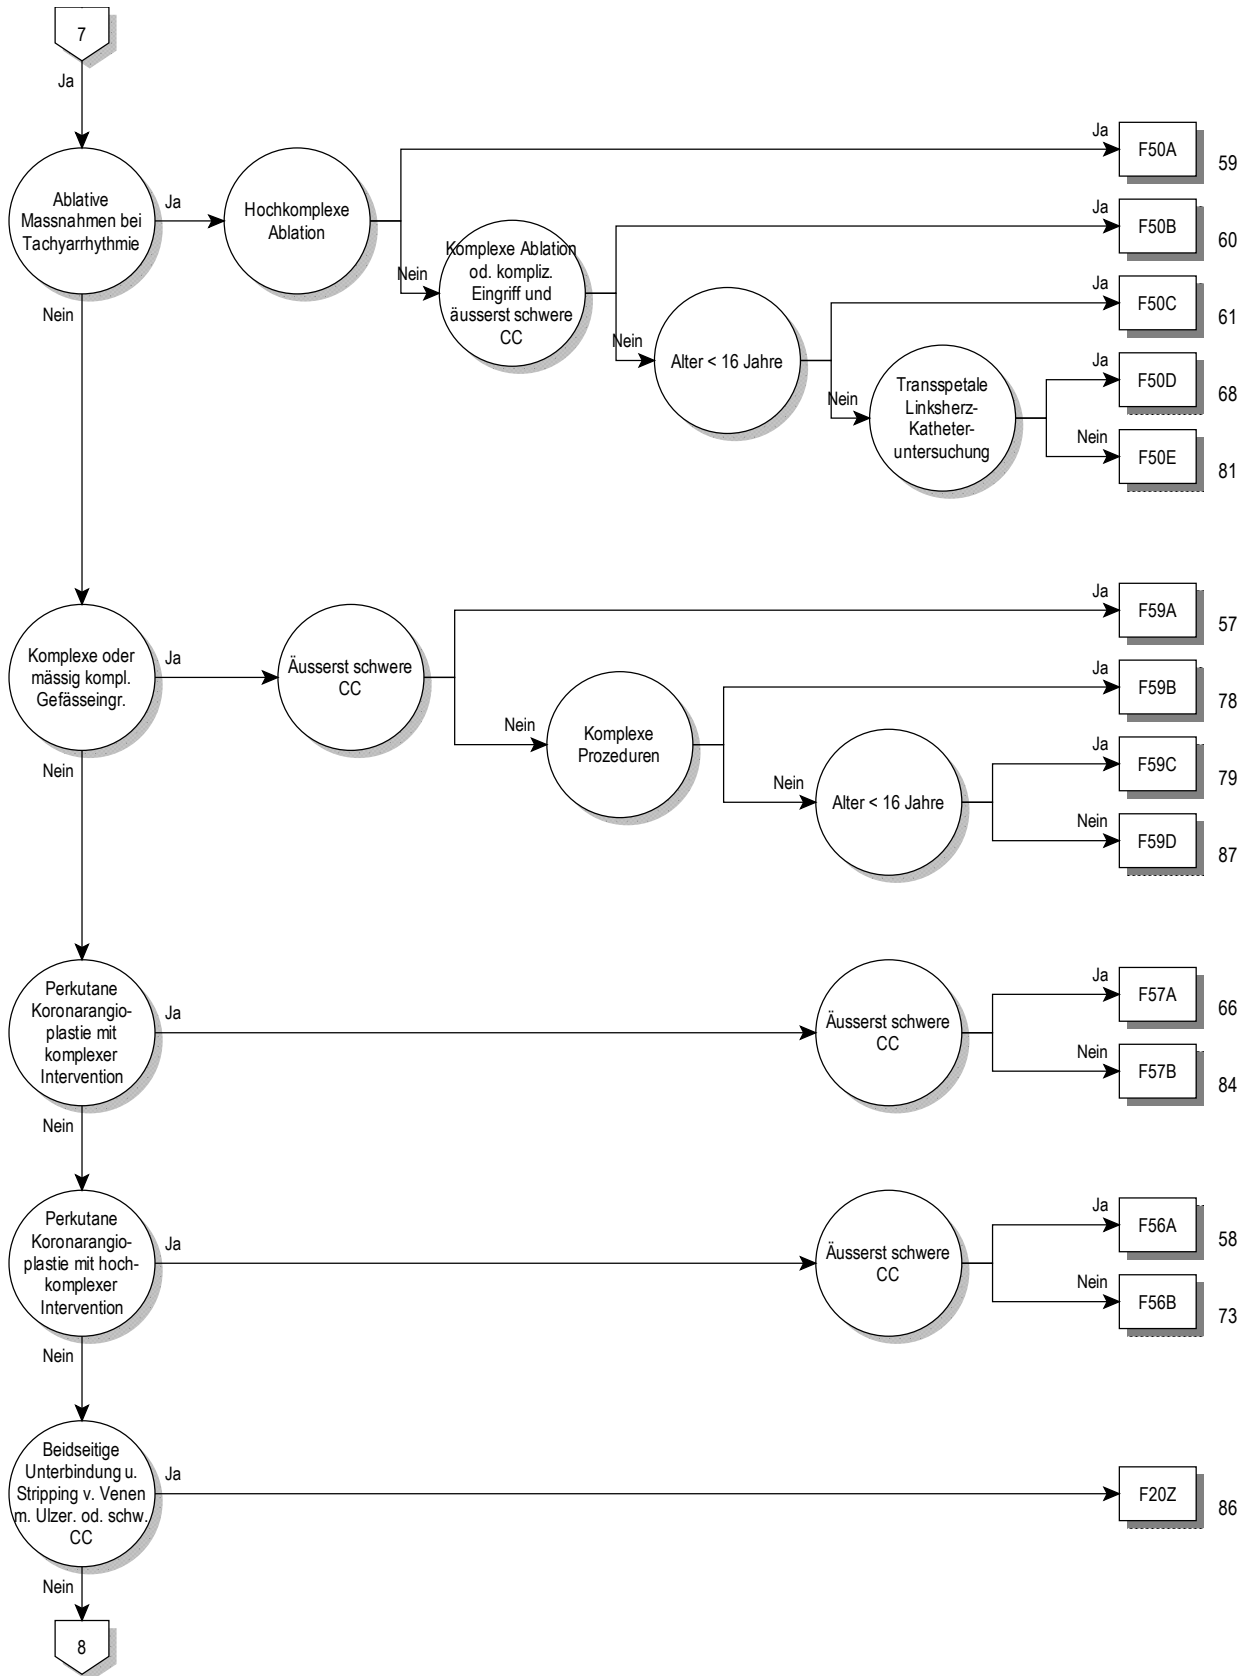 7
Ja
Ablative
Massnahmen bei
Tachyarrhythmie
Ja
Hochkomplexe
Ablation
Ja
F50A
59
Nein
Komplexe Ablation
od. kompliz.
Eingriff und
äusserst schwere
CC
Ja
F50B
60
Nein
Alter < 16 Jahre
Ja
F50C
61
Nein
Transspetale
Linksherz-
Katheter-
untersuchung
Ja
F50D
68
Nein
F50E
81
Nein
Komplexe oder
mässig kompl.
Gefässeingr.
Ja
Äusserst schwere
CC
Ja
F59A
57
Nein
Komplexe
Prozeduren
Ja
F59B
78
Nein
Alter < 16 Jahre
Ja
F59C
79
Nein
F59D
87
Nein
Perkutane
Koronarangio-
plastie mit
komplexer
Intervention
Ja
Äusserst schwere
CC
Ja
F57A
66
Nein
F57B
84
Nein
Perkutane
Koronarangio-
plastie mit hoch-
komplexer
Intervention
Ja
Äusserst schwere
CC
Ja
F56A
58
Nein
F56B
73
Nein
Beidseitige
Unterbindung u.
Stripping v. Venen
m. Ulzer. od. schw.
CC
Ja
F20Z
86
Nein
8